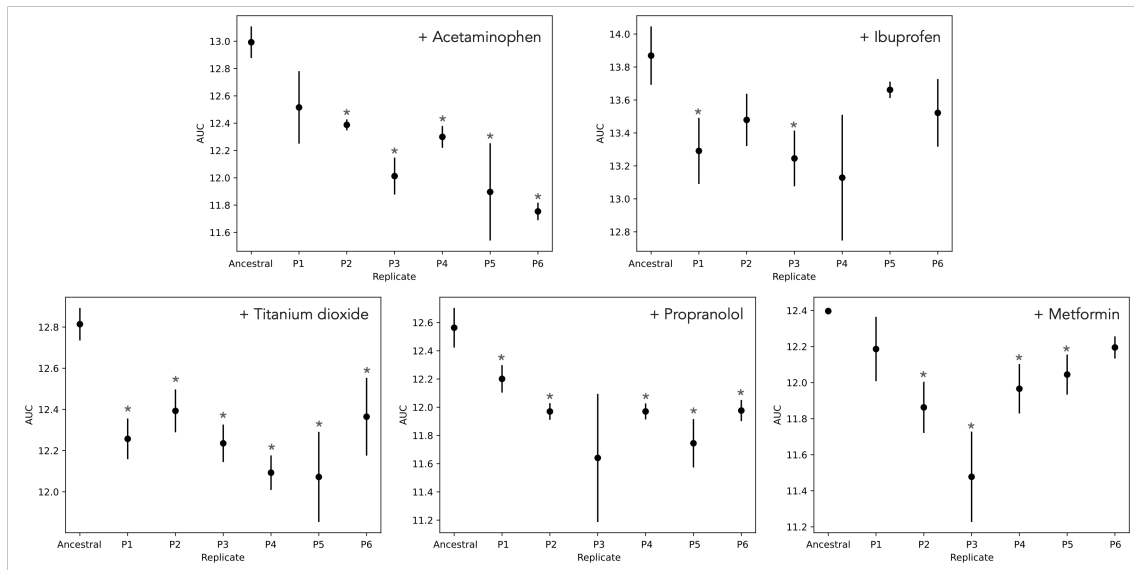 + Acetaminophen
AUC
13.0
12.8
12.6
12.4
12.2
12.0
11.8
11.6
*
*
*
*
*
Ancestral P1 P2 P3 P4 P5 P6
Replicate
+ Ibuprofen
AUC
14.0
13.8
13.6
13.4
13.2
13.0
12.8
*
*
Ancestral P1 P2 P3 P4 P5 P6
Replicate
+ Titanium dioxide
AUC
12.8
12.6
12.4
12.2
12.0
*
*
*
*
*
*
Ancestral P1 P2 P3 P4 P5 P6
Replicate
+ Propranolol
AUC
12.6
12.4
12.2
12.0
11.8
11.6
11.4
11.2
*
*
*
*
*
Ancestral P1 P2 P3 P4 P5 P6
Replicate
+ Metformin
AUC
12.4
12.2
12.0
11.8
11.6
11.4
11.2
*
*
*
*
Ancestral P1 P2 P3 P4 P5 P6
Replicate